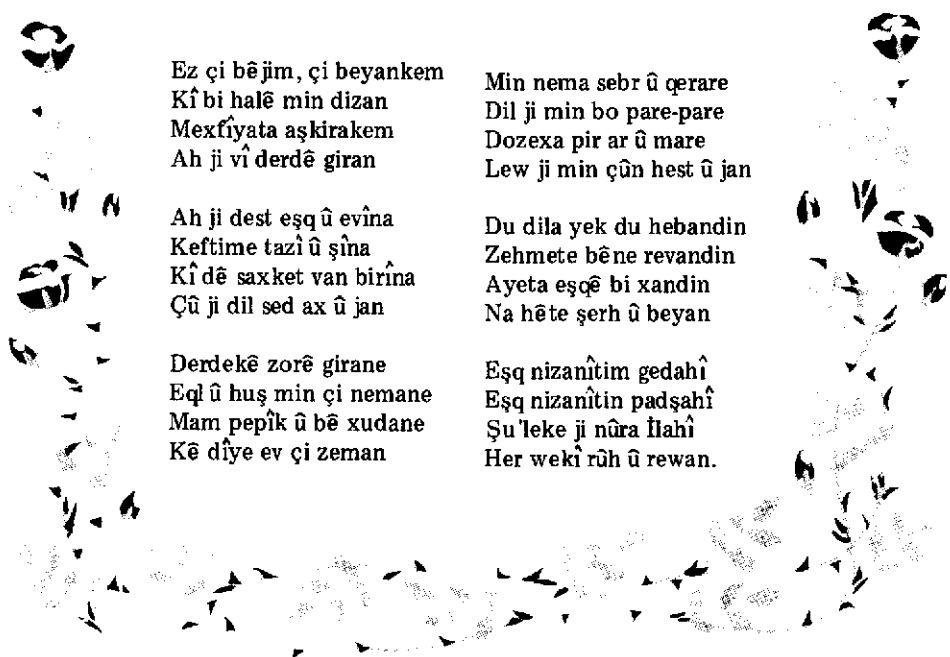 Ez çi bêjim, çi beyankem
Kî bi halê min dizan
Mexfîyata aşkirakem
Ah ji vî derdê giran

Ah ji dest eşq û evîna
Keftime tazî û şîna
Kî dê saxket van birîna
Çû ji dil sed ax û jan

Derdekê zorê girane
Eql û huş min çi nemane
Mam pepîk û bê xudane
Kê dîye ev çi zeman

Min nema sebr û qerare
Dil ji min bo pare-pare
Dozexa pir ar û mare
Lew ji min çûn hest û jan

Du dila yek du hebandin
Zehmete bêne revandin
Ayeta eşqê bi xandin
Na hête şerh û beyan

Eşq nizanîtim gedahî
Eşq nizanîtin padşahî
Şu'leke ji nûra İlahî
Her wekî rûh û rewan.